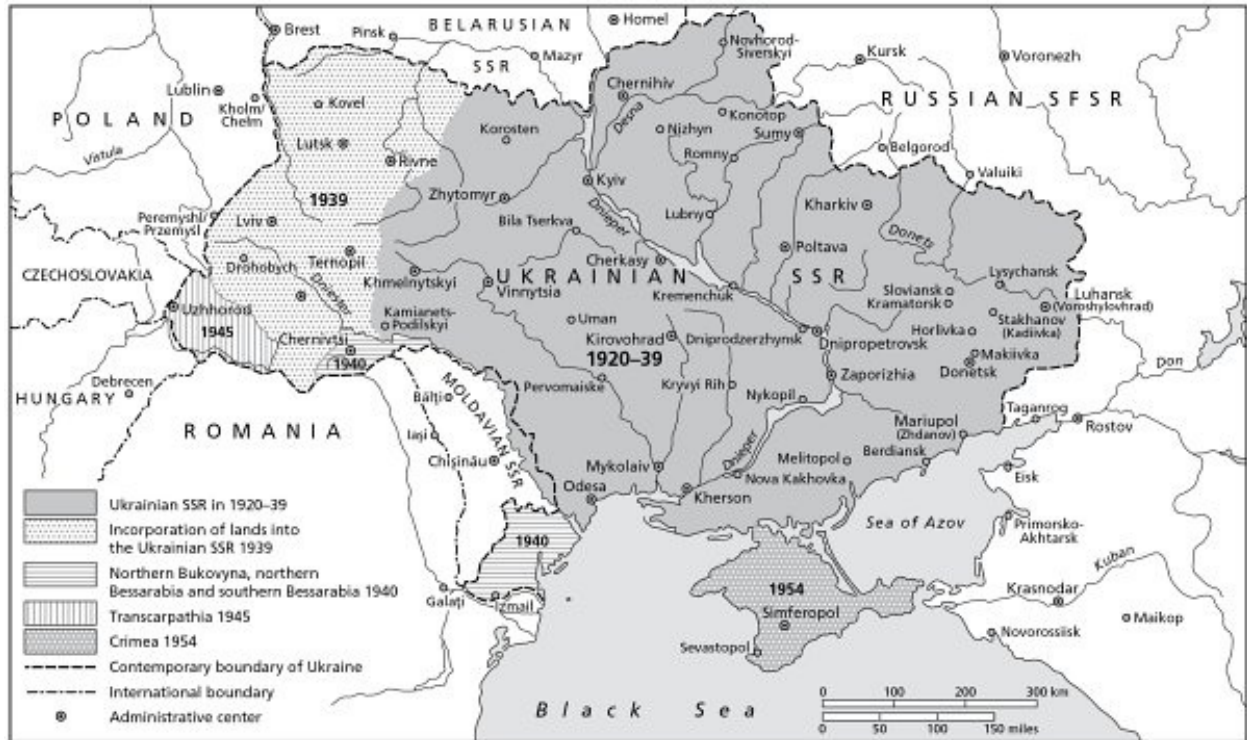 BELARUSIAN
SSR
Homel
Brest
Pinsk
Mazyr
Novhorod-
Siverskyi
Kursk
Voronezh
RUSSIAN SFSR
POLAND
Lublin
Kholm/
Chelm
Vistula
Kovel
Lutsk
Rivne
1939
Korosten
Chernihiv
Desna
Nizhyn
Konotop
Romny
Sumy
Belgorod
Valuiki
Zhytomyr
Kyiv
Dnieper
Lubny
Kharkiv
Donets
Peremyshl/
Przemyśl
Lviv
Drohobych
Ternopil
Dniester
Bila Tserkva
Cherkasy
Poltava
Lysychansk
CZECHOSLOVAKIA
Khmelnytskyi
UKRAINIAN SSR
Vinnytsia
Kremenchuk
Sloviansk
Kramatorsk
Luhansk
(Voroshylovhrad)
Uzhhorod
1945
Chernivtsi
1940
Kamianets-
Podilskyi
Uman
Kirovohrad
1920–39
Dniprodzerzhynsk
Dnipropetrovsk
Horlivka
Stakhanov
(Kadiivka)
Makiivka
Donetsk
Don
HUNGARY
Debrecen
Pervomaiske
Kryvyi Rih
Zaporizhia
Nykopil
ROMANIA
Bălți
Iași
Chișinău
MOLDAVIAN SSR
Mykolaiv
Odesa
Kherson
Dnieper
Nova Kakhovka
Melitopol
Mariupol
(Zhdanov)
Berdiansk
Taganrog
Rostov
Eisk
Sea of Azov
Primorsko-
Akhtarsk
Kuban
Krasnodar
Maikop
Novorossiisk
1940
Galați
Izmail
1954
Simferopol
Sevastopol
Black Sea
Ukrainian SSR in 1920–39
Incorporation of lands into
the Ukrainian SSR 1939
Northern Bukovyna, northern
Bessarabia and southern Bessarabia 1940
Transcarpathia 1945
Crimea 1954
Contemporary boundary of Ukraine
International boundary
Administrative center
0 100 200 300 km
0 50 100 150 miles